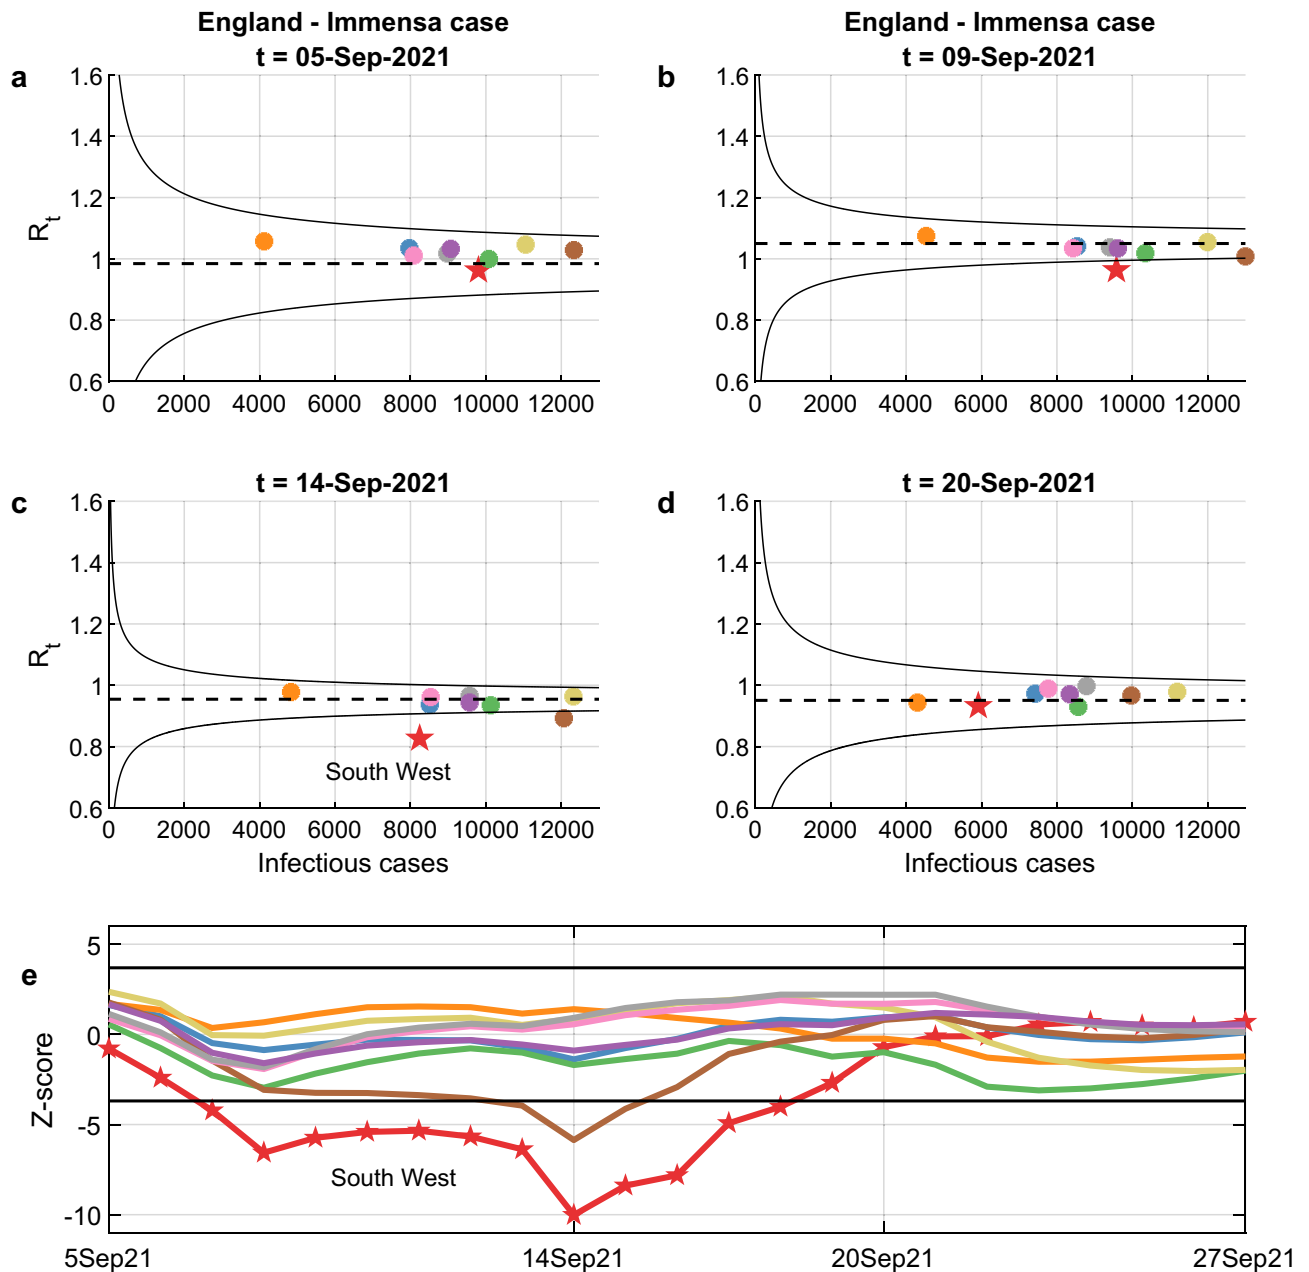 England - Immensa case
t = 05-Sep-2021
a
1.6
1.4
1.2
1
0.8
0.6
R_t
0 2000 4000 6000 8000 10000 12000
England - Immensa case
t = 09-Sep-2021
b
1.6
1.4
1.2
1
0.8
0.6
0 2000 4000 6000 8000 10000 12000
t = 14-Sep-2021
c
1.6
1.4
1.2
1
0.8
0.6
R_t
South West
0 2000 4000 6000 8000 10000 12000
Infectious cases
t = 20-Sep-2021
d
1.6
1.4
1.2
1
0.8
0.6
0 2000 4000 6000 8000 10000 12000
Infectious cases
e
5
0
-5
-10
Z-score
South West
5Sep21 14Sep21 20Sep21 27Sep21